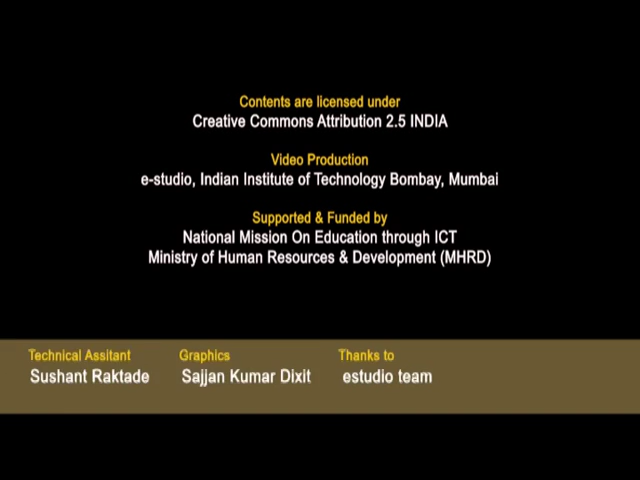 Contents are licensed under
Creative Commons Attribution 2.5 INDIA
Video Production
e-studio, Indian Institute of Technology Bombay, Mumbai
Supported & Funded by
National Mission On Education through ICT
Ministry of Human Resources & Development (MHRD)
Technical Assitant
Sushant Raktade
Graphics
Sajjan Kumar Dixit
Thanks to
estudio team